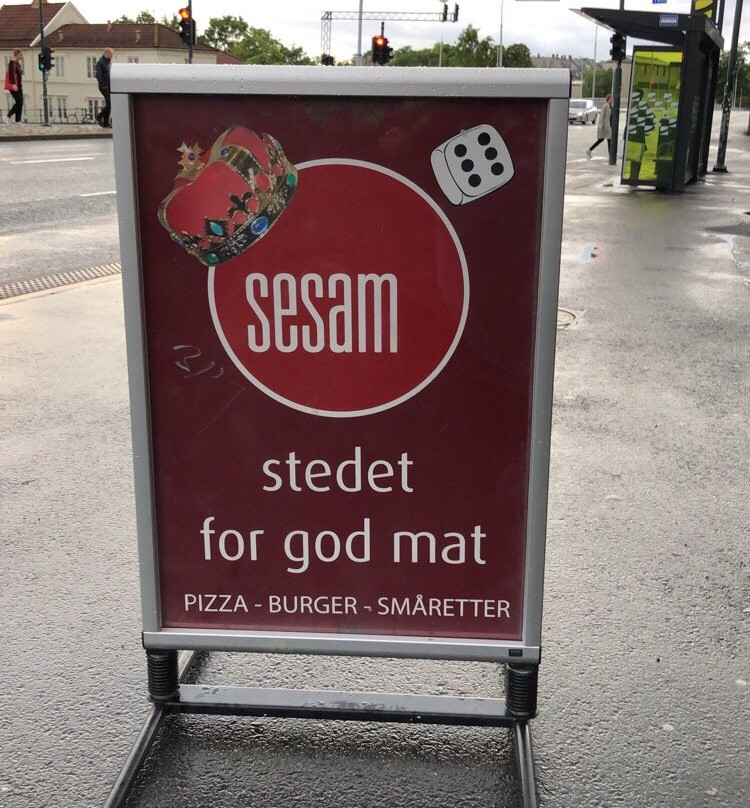 sesam
stedet
for god mat
PIZZA - BURGER - SMÅRETTER